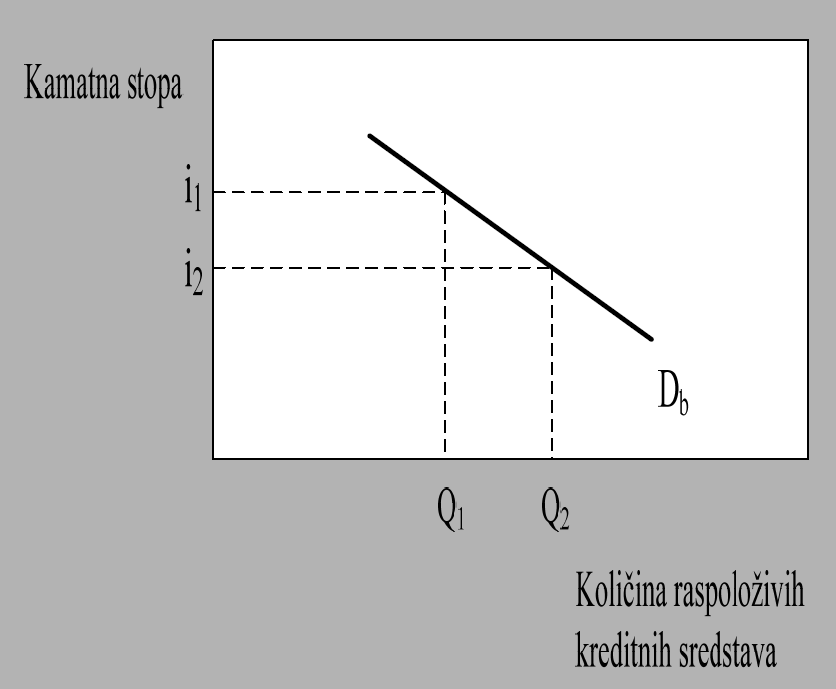 Kamatna stopa
i1
i2
Db
Q1 Q2
Količina raspoloživih
kreditnih sredstava